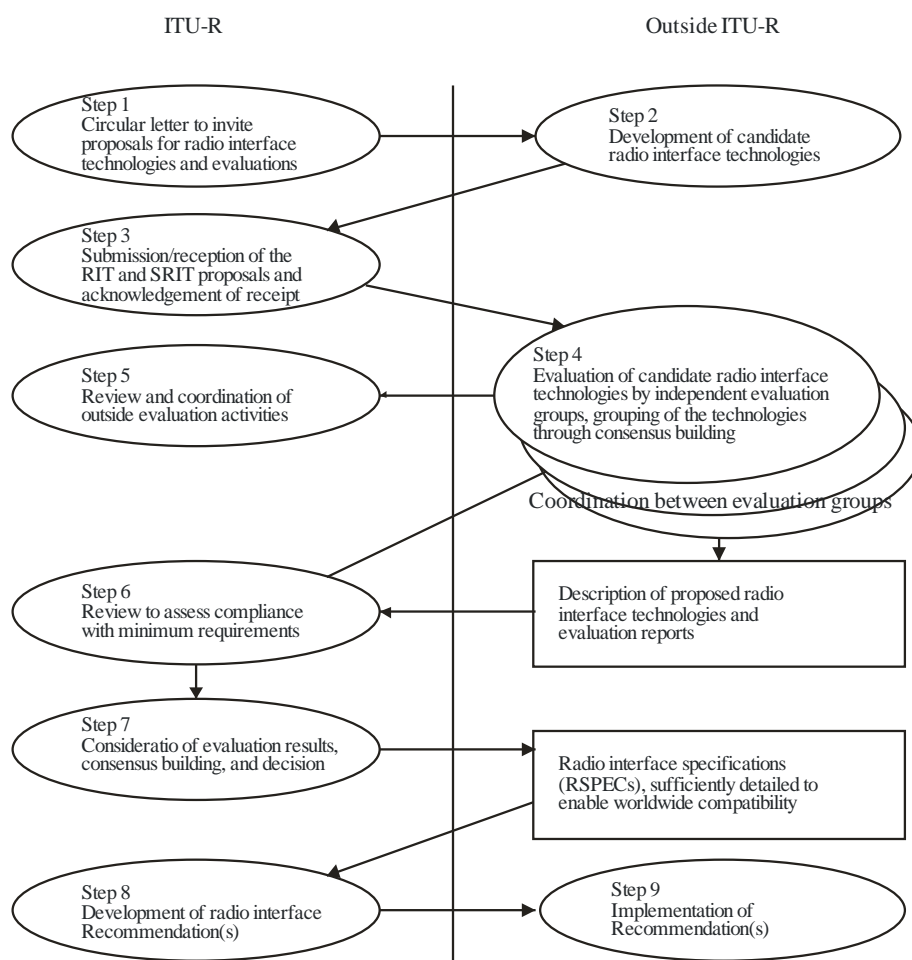 ITU-R
Outside ITU-R
Step 1
Circular letter to invite
proposals for radio interface
technologies and evaluations
Step 2
Development of candidate
radio interface technologies
Step 3
Submission/reception of the
RIT and SRIT proposals and
acknowledgement of receipt
Step 4
Evaluation of candidate radio interface
technologies by independent evaluation
groups, grouping of the technologies
through consensus building
Step 5
Review and coordination of
outside evaluation activities
Coordination between evaluation groups
Step 6
Review to assess compliance
with minimum requirements
Description of proposed radio
interface technologies and
evaluation reports
Step 7
Consideratio of evaluation results,
consensus building, and decision
Radio interface specifications
(RSPECs), sufficiently detailed to
enable worldwide compatibility
Step 8
Development of radio interface
Recommendation(s)
Step 9
Implementation of
Recommendation(s)